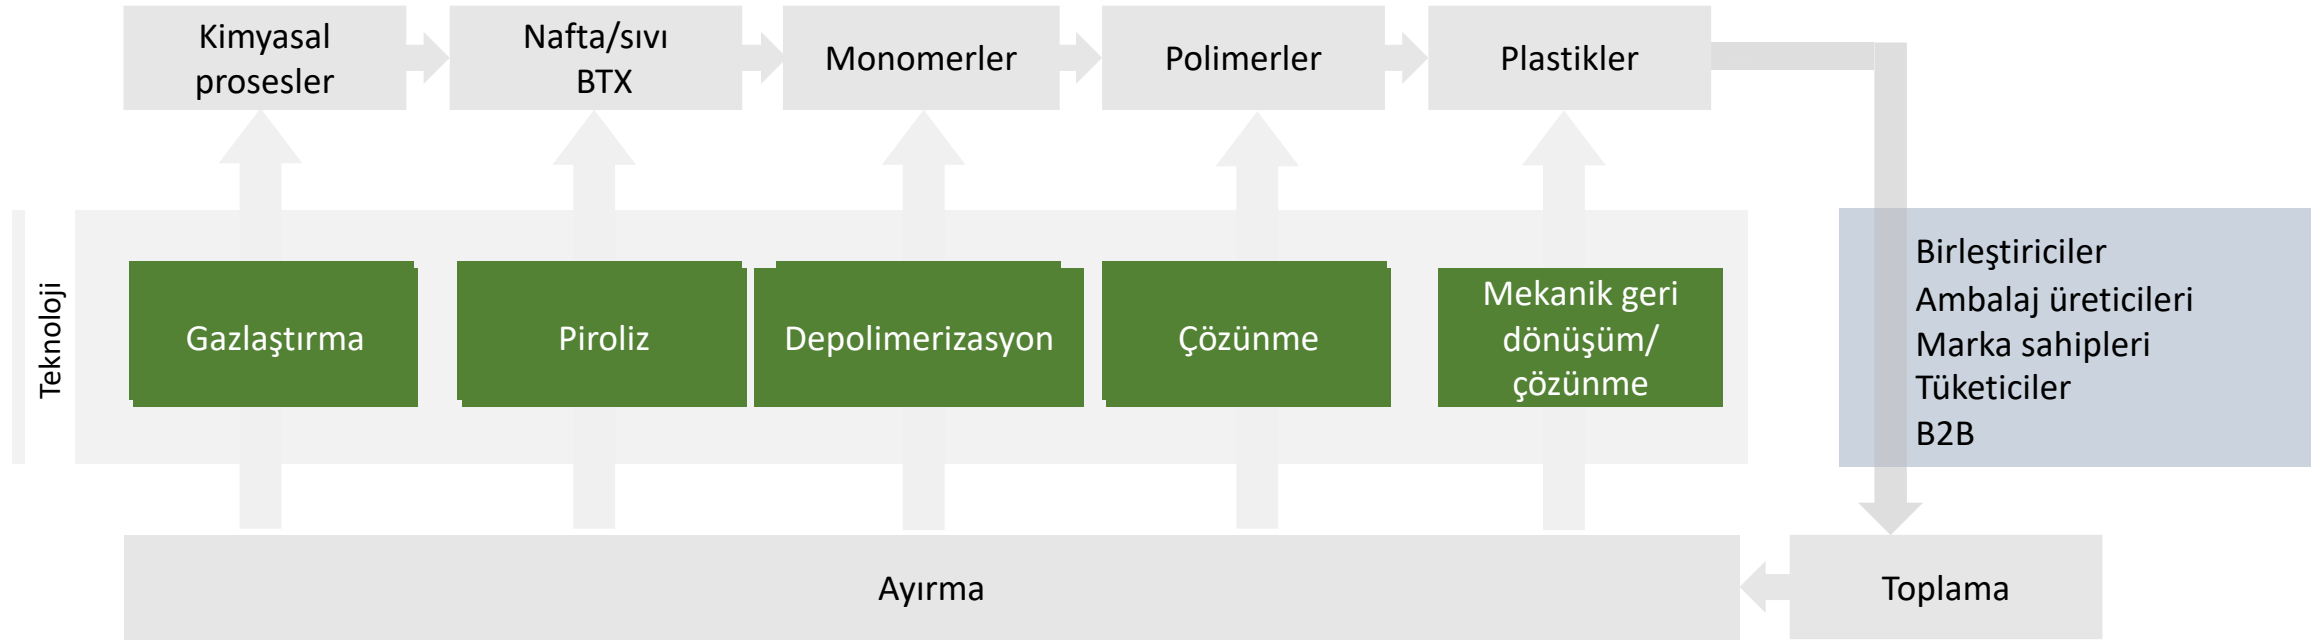 Kimyasal
prosesler
Nafta/sıvı
BTX
Monomerler
Polimerler
Plastikler
Teknoloji
Gazlaştırma
Piroliz
Depolimerizasyon
Çözünme
Mekanik geri
dönüşüm/
çözünme
Birleştiriciler
Ambalaj üreticileri
Marka sahipleri
Tüketiciler
B2B
Ayırma
Toplama